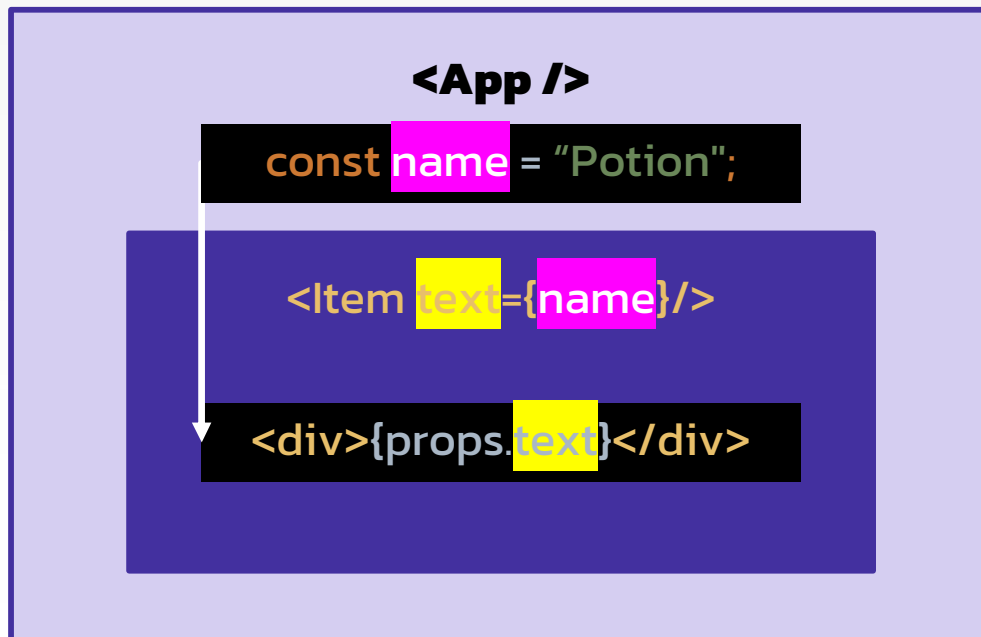 <App />
const name = “Potion";
<Item text={name}/>
<div>{props.text}</div>